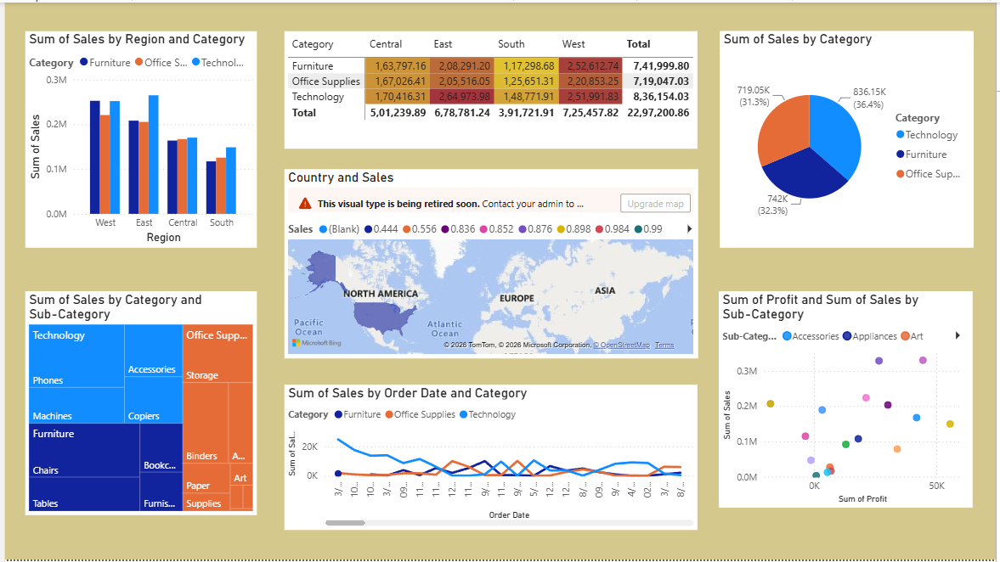 Sum of Sales by Region and Category
Category Furniture Office S... Technol...
0.3M
0.2M
0.1M
0.0M
Sum of Sales
West East Central South
Region
Category Central East South West Total
Furniture 1,63,797.16 2,08,291.20 1,17,298.68 2,52,612.74 7,41,999.80
Office Supplies 1,67,026.41 2,05,516.05 1,25,651.31 2,20,853.25 7,19,047.03
Technology 1,70,416.31 2,64,973.98 1,48,771.91 2,51,991.83 8,36,154.03
Total 5,01,239.89 6,78,781.24 3,91,721.91 7,25,457.82 22,97,200.86
Sum of Sales by Category
719.05K
(31.3%)
836.15K
(36.4%)
742K
(32.3%)
Category
Technology
Furniture
Office Sup...
Country and Sales
This visual type is being retired soon. Contact your admin to ...
Upgrade map
Sales (Blank) 0.444 0.556 0.836 0.852 0.876 0.898 0.984 0.99
NORTH AMERICA
EUROPE
ASIA
Pacific
Ocean
Atlantic
Ocean
Microsoft Bing
© 2026 TomTom, © 2026 Microsoft Corporation, © OpenStreetMap Terms
Sum of Sales by Category and
Sub-Category
Technology
Phones
Machines
Accessories
Copiers
Furniture
Chairs
Tables
Bookc...
Furnis...
Office Supp...
Storage
Binders
A...
Paper
Art
Supplies
Sum of Sales by Order Date and Category
Category Furniture Office Supplies Technology
Sum of Sal...
20K
0K
3/... 10... 10... 3/... 09... 11... 11... 12... 12... 9/... 11... 9/... 5/... 12... 12... 8/... 09... 9/... 4/... 02... 3/... 8/...
Order Date
Sum of Profit and Sum of Sales by
Sub-Category
Sub-Categ... Accessories Appliances Art
0.3M
0.2M
0.1M
0.0M
Sum of Sales
0K 50K
Sum of Profit